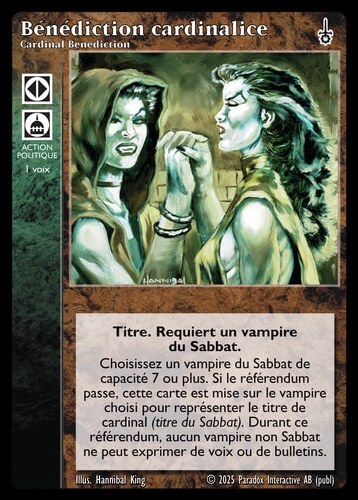 Bénédiction cardinalice
Cardinal Benediction
ACTION
POLITIQUE
1 voix
HANNIBAL
Titre. Requiert un vampire
du Sabbat.
Choisissez un vampire du Sabbat de
capacité 7 ou plus. Si le référendum
passe, cette carte est mise sur le vampire
choisi pour représenter le titre de
cardinal (titre du Sabbat). Durant ce
référendum, aucun vampire non Sabbat
ne peut exprimer de voix ou de bulletins.
Illus. Hannibal King
© 2025 Paradox Interactive AB (publ)